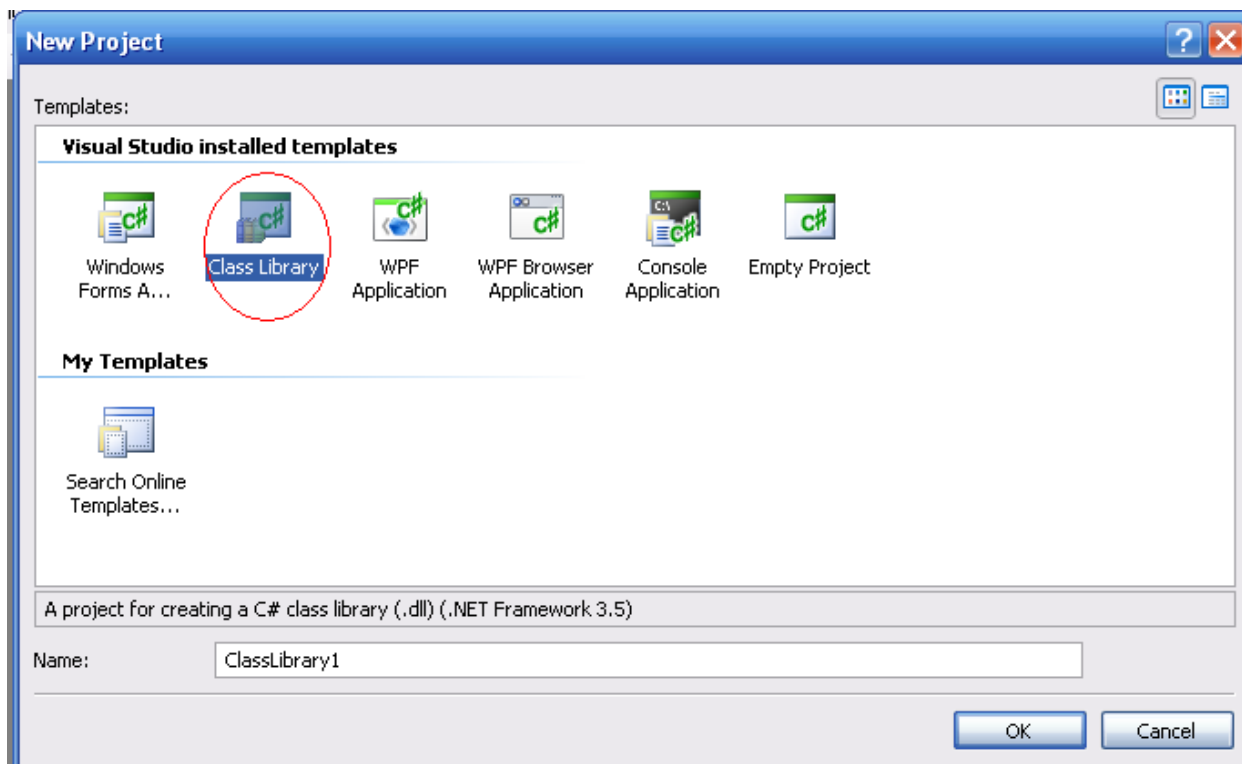 New Project
Templates:
Visual Studio installed templates
Windows Forms A...
Class Library
WPF Application
WPF Browser Application
Console Application
Empty Project
My Templates
Search Online Templates...
A project for creating a C# class library (.dll) (.NET Framework 3.5)
Name:
ClassLibrary1
OK
Cancel